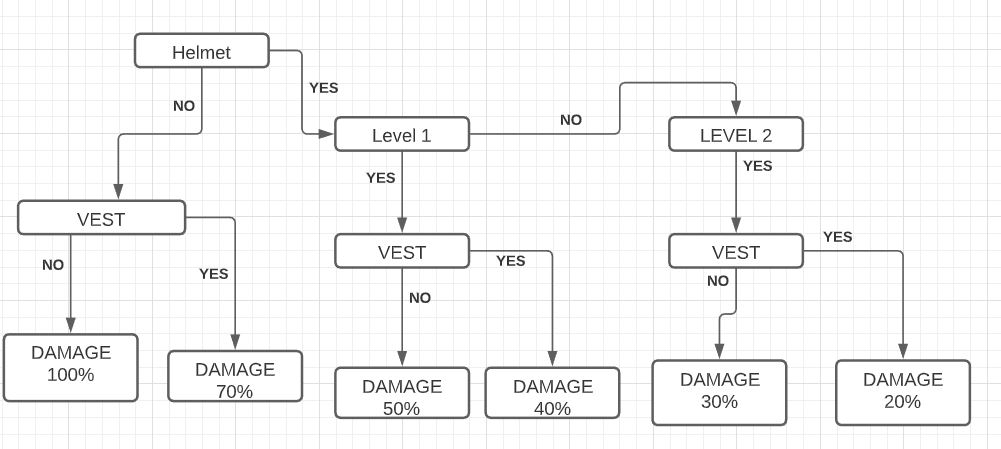 Helmet
YES
NO
NO
Level 1
LEVEL 2
YES
YES
VEST
YES
VEST
YES
VEST
NO
YES
NO
NO
DAMAGE
100%
DAMAGE
70%
DAMAGE
50%
DAMAGE
40%
DAMAGE
30%
DAMAGE
20%